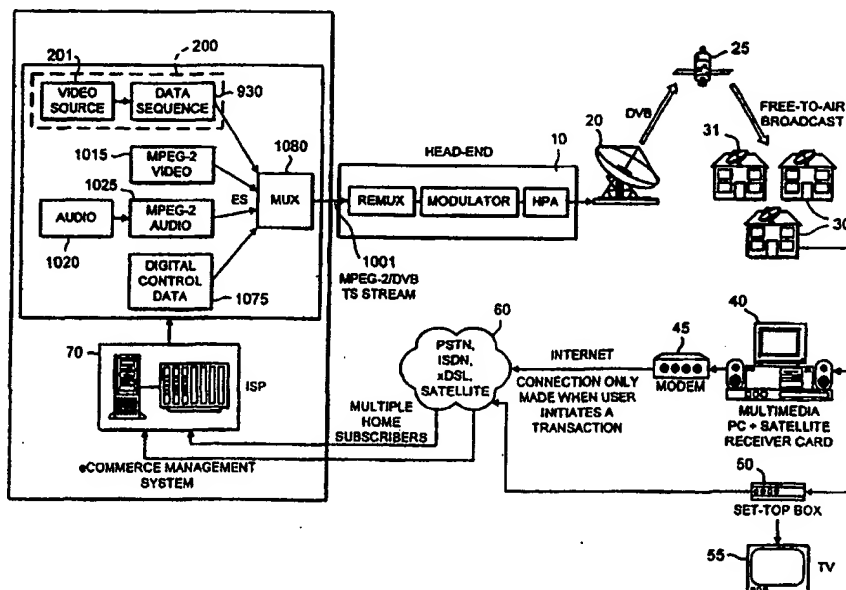 201
200
VIDEO
SOURCE
DATA
SEQUENCE
930
1015
MPEG-2
VIDEO
1025
AUDIO
1020
MPEG-2
AUDIO
ES
DIGITAL
CONTROL
DATA
1075
1080
MUX
1001
MPEG-2/DVB
TS STREAM
HEAD-END
10
REMUX
MODULATOR
HPA
20
DVB
25
FREE-TO-AIR
BROADCAST
31
30
70
ISP
eCOMMERCE MANAGEMENT
SYSTEM
MULTIPLE
HOME
SUBSCRIBERS
60
PSTN,
ISDN,
xDSL,
SATELLITE
INTERNET
CONNECTION ONLY
MADE WHEN USER
INITIATES A
TRANSACTION
45
MODEM
40
MULTIMEDIA
PC + SATELLITE
RECEIVER CARD
50
SET-TOP BOX
55
TV